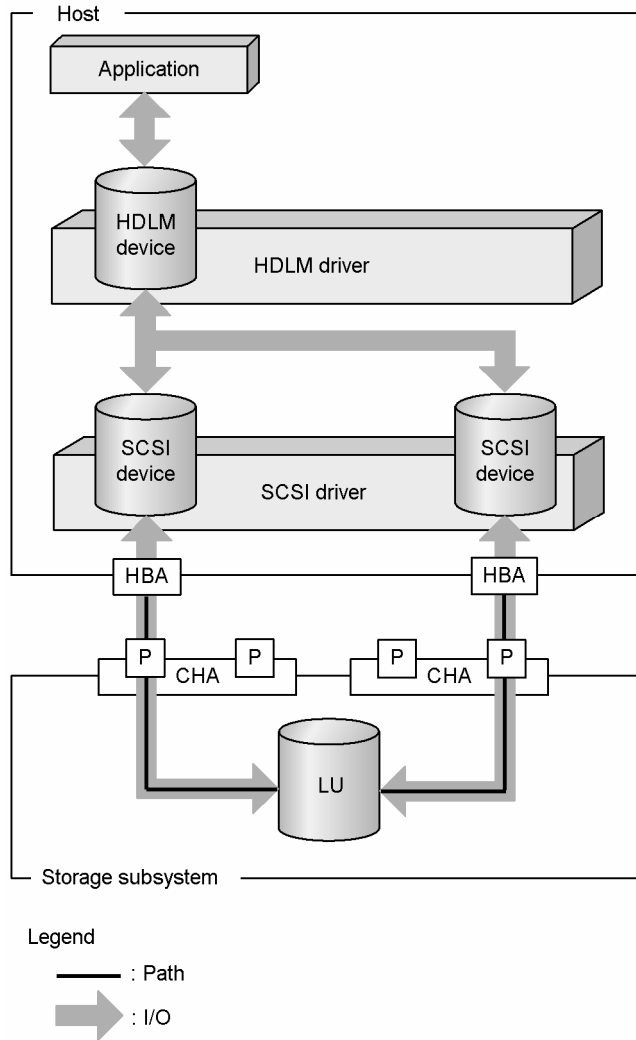 Host
Application
HDLM
device
HDLM driver
SCSI
device
SCSI
device
SCSI driver
HBA
HBA
P
P
P
P
CHA
CHA
LU
Storage subsystem
Legend
: Path
: I/O